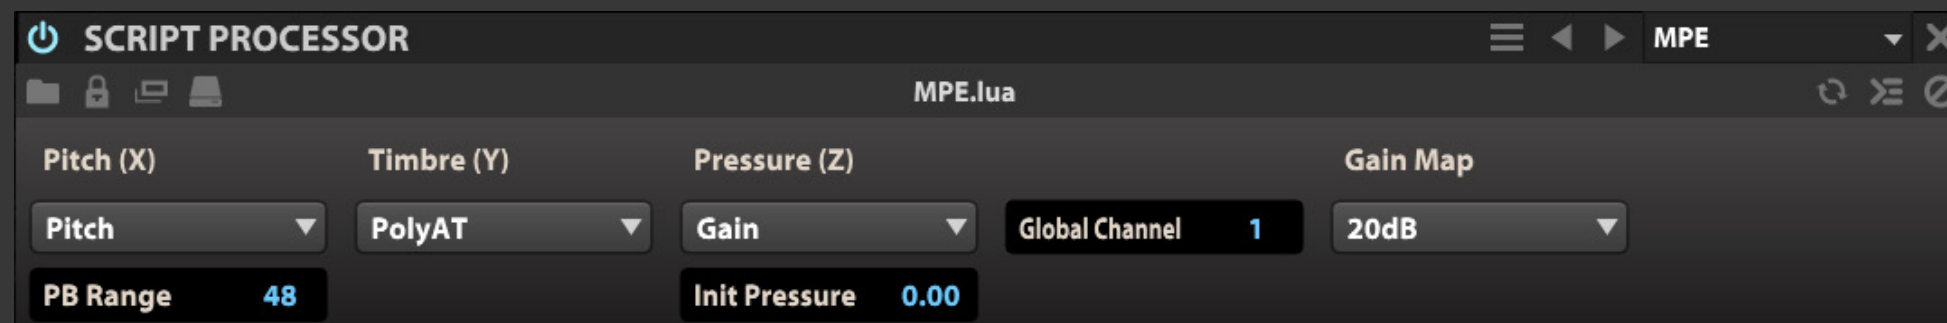 SCRIPT PROCESSOR MPE
MPE.lua
Pitch (X) Timbre (Y) Pressure (Z) Gain Map
Pitch PolyAT Gain Global Channel 1 20dB
PB Range 48 Init Pressure 0.00